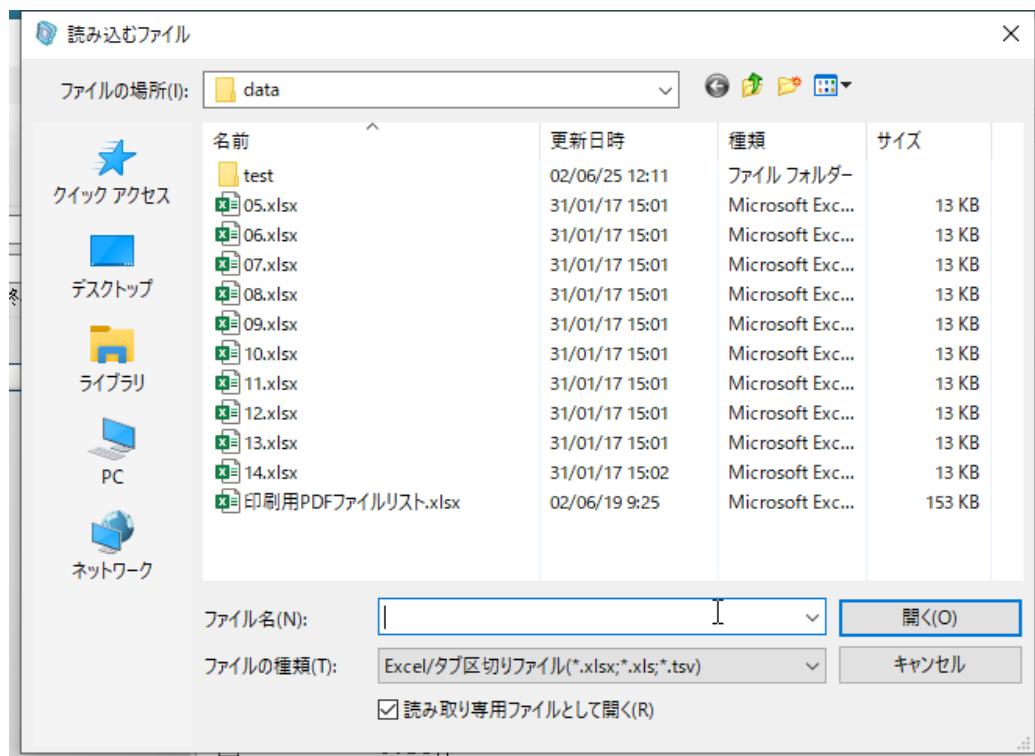 読み込むファイル
ファイルの場所(I): data
名前 更新日時 種類 サイズ
test 02/06/25 12:11 ファイル フォルダー
05.xlsx 31/01/17 15:01 Microsoft Exc... 13 KB
06.xlsx 31/01/17 15:01 Microsoft Exc... 13 KB
07.xlsx 31/01/17 15:01 Microsoft Exc... 13 KB
08.xlsx 31/01/17 15:01 Microsoft Exc... 13 KB
09.xlsx 31/01/17 15:01 Microsoft Exc... 13 KB
10.xlsx 31/01/17 15:01 Microsoft Exc... 13 KB
11.xlsx 31/01/17 15:01 Microsoft Exc... 13 KB
12.xlsx 31/01/17 15:01 Microsoft Exc... 13 KB
13.xlsx 31/01/17 15:01 Microsoft Exc... 13 KB
14.xlsx 31/01/17 15:02 Microsoft Exc... 13 KB
印刷用PDFファイルリスト.xlsx 02/06/19 9:25 Microsoft Exc... 153 KB
クイック アクセス
デスクトップ
ライブラリ
PC
ネットワーク
ファイル名(N): 開く(O)
ファイルの種類(T): Excel/タブ区切りファイル(*.xlsx;*.xls;*.tsv) キャンセル
読み取り専用ファイルとして開く(R)